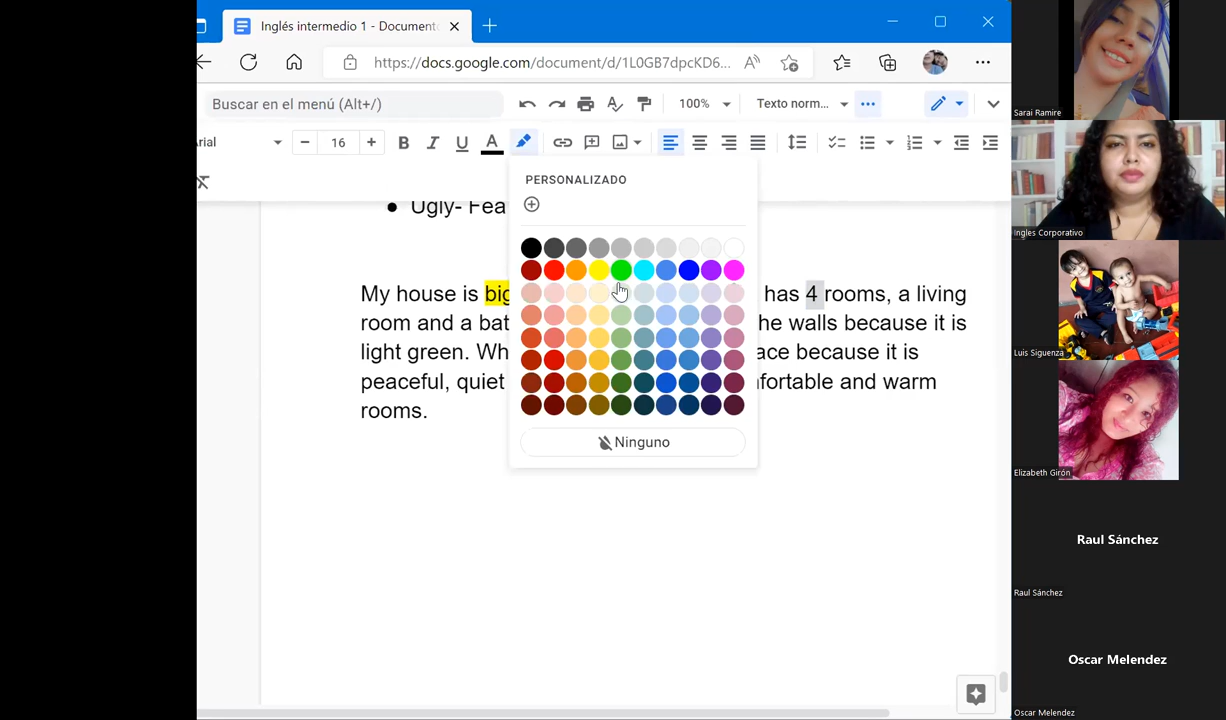 Inglés intermedio 1 - Documento
https://docs.google.com/document/d/1L0GB7dpcKD6...
Buscar en el menú (Alt+/)
100%
Texto norm...
rial
16
B I U A
PERSONALIZADO
Ninguno
Ugly- Fea
My house is big has 4 rooms, a living
room and a bat he walls because it is
light green. Wh ace because it is
peaceful, quiet nfortable and warm
rooms.
Sarai Ramire
Ingles Corporativo
Luis Siguenza
Elizabeth Girón
Raul Sánchez
Raul Sánchez
Oscar Melendez
Oscar Melendez